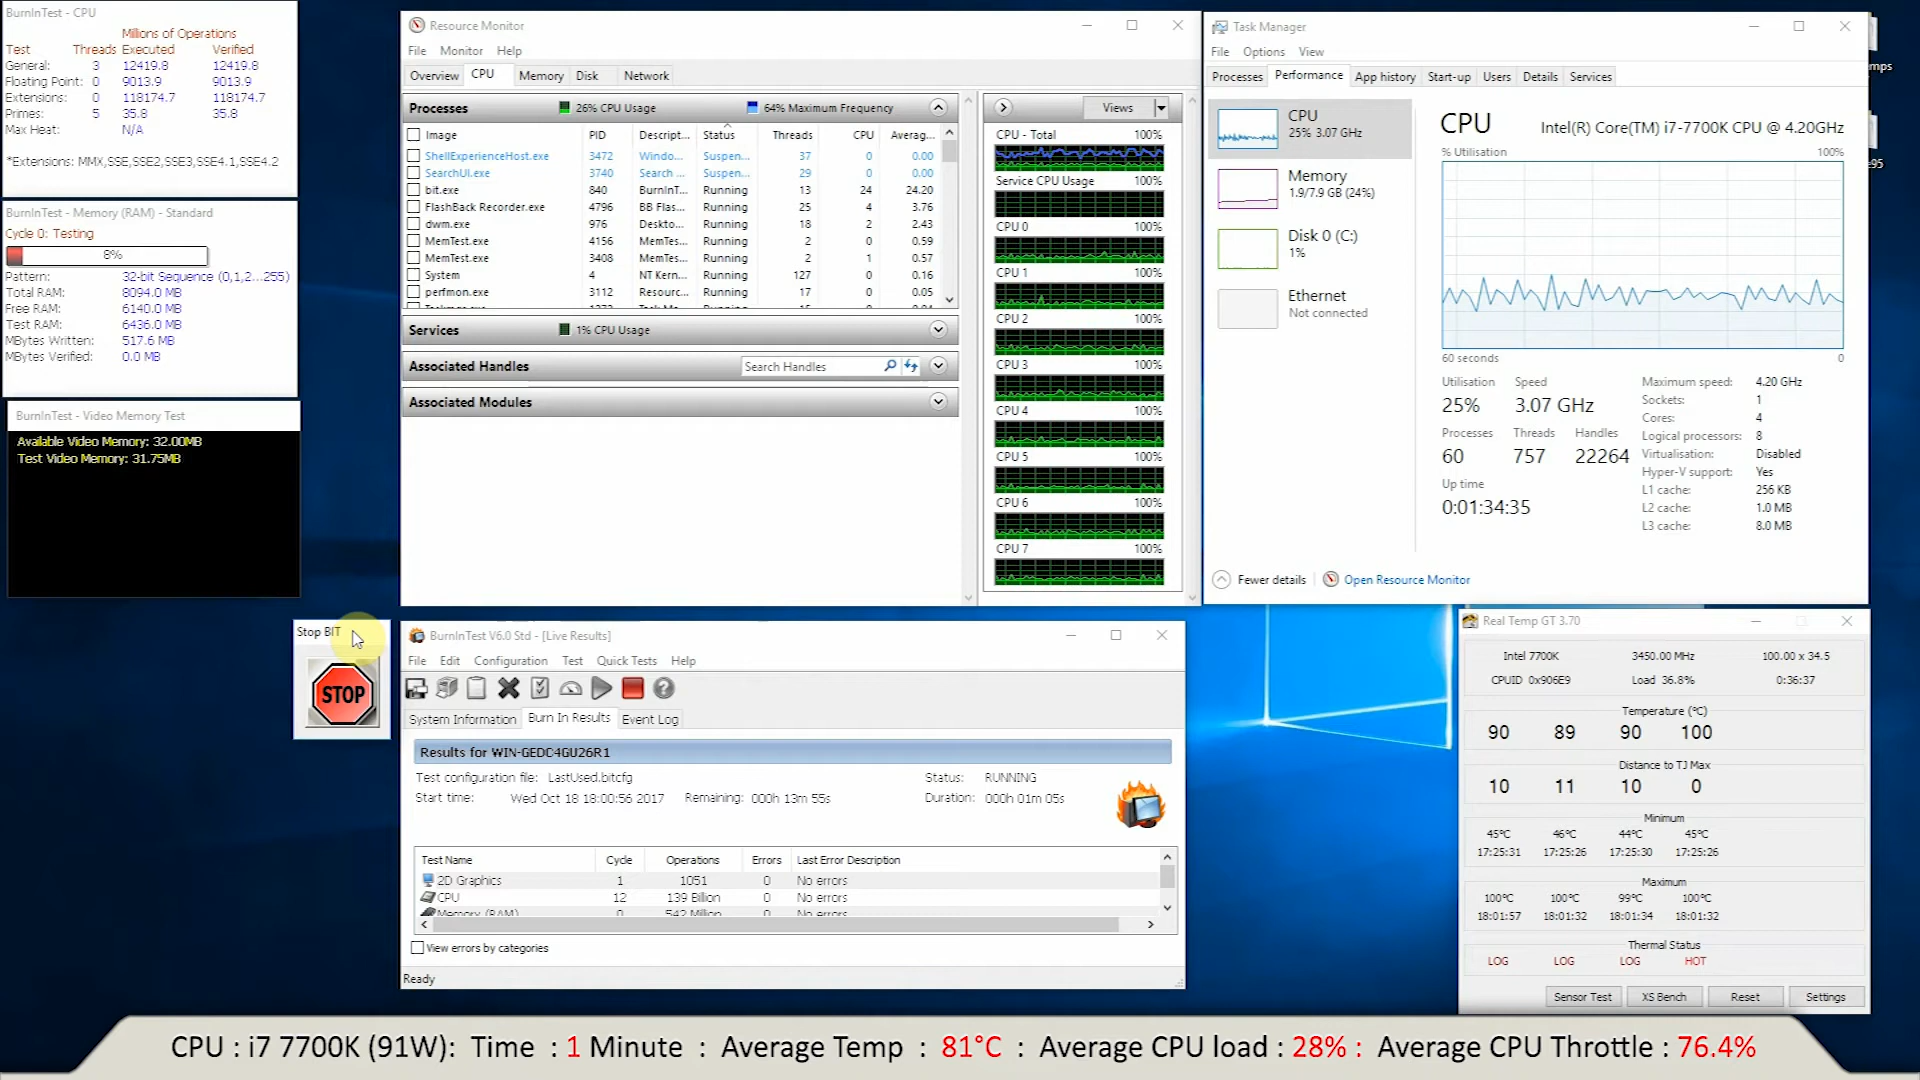 BurnInTest - CPU
Millions of Operations
Test Threads Executed Verified
General: 3 12419.8 12419.8
Floating Point: 0 9013.9 9013.9
Extensions: 0 118174.7 118174.7
Primes: 5 35.8 35.8
Max Heat: N/A
*Extensions: MMX,SSE,SSE2,SSE3,SSE4.1,SSE4.2
BurnInTest - Memory (RAM) - Standard
Cycle 0: Testing
8%
Pattern: 32-bit Sequence (0,1,2...255)
Total RAM: 8094.0 MB
Free RAM: 6140.0 MB
Test RAM: 6436.0 MB
MBytes Written: 517.6 MB
MBytes Verified: 0.0 MB
BurnInTest - Video Memory Test
Available Video Memory: 32.00MB
Test Video Memory: 31.75MB
Stop BIT
STOP
Resource Monitor
File Monitor Help
Overview CPU Memory Disk Network
Processes 26% CPU Usage 64% Maximum Frequency
Image PID Descript... Status Threads CPU Averag...
ShellExperienceHost.exe 3472 Windo... Suspen... 37 0 0.00
SearchUI.exe 3740 Search ... Suspen... 29 0 0.00
bit.exe 840 BurnInT... Running 13 24 24.20
FlashBack Recorder.exe 4796 BB Flas... Running 25 4 3.76
dwm.exe 976 Deskto... Running 18 2 2.43
MemTest.exe 4156 MemTes... Running 2 0 0.59
MemTest.exe 3408 MemTes... Running 2 1 0.57
System 4 NT Kern... Running 127 0 0.16
perfmon.exe 3112 Resourc... Running 17 0 0.05
Services 1% CPU Usage
Associated Handles Search Handles
Associated Modules
Views
CPU - Total 100%
Service CPU Usage 100%
CPU 0 100%
CPU 1 100%
CPU 2 100%
CPU 3 100%
CPU 4 100%
CPU 5 100%
CPU 6 100%
CPU 7 100%
Task Manager
File Options View
Processes Performance App history Start-up Users Details Services
CPU
25% 3.07 GHz
Memory
1.9/7.9 GB (24%)
Disk 0 (C:)
1%
Ethernet
Not connected
CPU Intel(R) Core(TM) i7-7700K CPU @ 4.20GHz
% Utilisation 100%
60 seconds 0
Utilisation Speed
25% 3.07 GHz
Processes Threads Handles
60 757 22264
Up time
0:01:34:35
Maximum speed: 4.20 GHz
Sockets: 1
Cores: 4
Logical processors: 8
Virtualisation: Disabled
Hyper-V support: Yes
L1 cache: 256 KB
L2 cache: 1.0 MB
L3 cache: 8.0 MB
Fewer details Open Resource Monitor
BurnInTest V6.0 Std - [Live Results]
File Edit Configuration Test Quick Tests Help
System Information Burn In Results Event Log
Results for WIN-GEDC4GU26R1
Test configuration file: LastUsed.bitcfg Status: RUNNING
Start time: Wed Oct 18 18:00:56 2017 Remaining: 000h 13m 55s Duration: 000h 01m 05s
Test Name Cycle Operations Errors Last Error Description
2D Graphics 1 1051 0 No errors
CPU 12 139 Billion 0 No errors
Memory (RAM) 0 542 Million 0 No errors
View errors by categories
Ready
Real Temp GT 3.70
Intel 7700K 3450.00 MHz 100.00 x 34.5
CPUID 0x906E9 Load 36.8% 0:36:37
Temperature (°C)
90 89 90 100
Distance to TJ Max
10 11 10 0
Minimum
45°C 46°C 44°C 45°C
17:25:31 17:25:26 17:25:30 17:25:26
Maximum
100°C 100°C 99°C 100°C
18:01:57 18:01:32 18:01:34 18:01:32
Thermal Status
LOG LOG LOG HOT
Sensor Test XS Bench Reset Settings
CPU : i7 7700K (91W): Time : 1 Minute : Average Temp : 81°C : Average CPU load : 28% : Average CPU Throttle : 76.4%